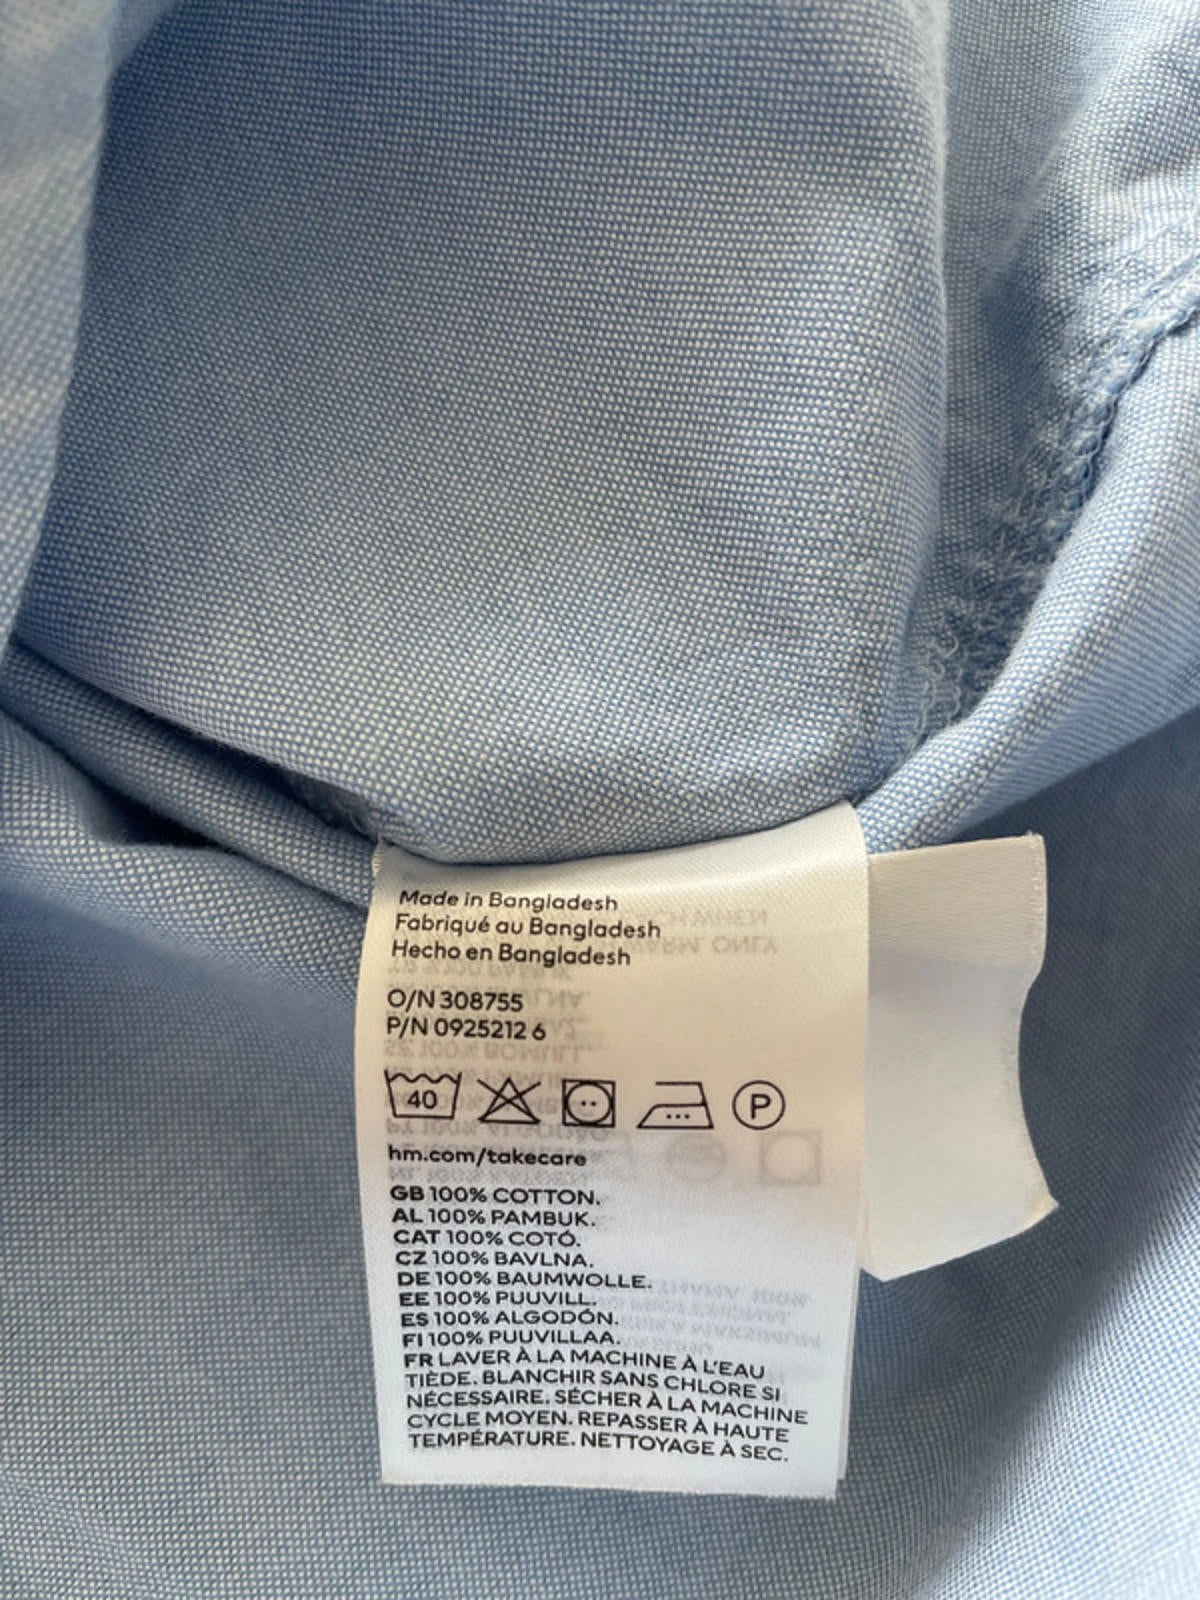 Made in Bangladesh
Fabriqué au Bangladesh
Hecho en Bangladesh
O/N 308755
P/N 0925212 6
40 P
hm.com/takecare
GB 100% COTTON.
AL 100% PAMBUK.
CAT 100% COTÓ.
CZ 100% BAVLNA.
DE 100% BAUMWOLLE.
EE 100% PUUVILL.
ES 100% ALGODÓN.
FI 100% PUUVILLAA.
FR LAVER À LA MACHINE À L'EAU
TIÈDE. BLANCHIR SANS CHLORE SI
NÉCESSAIRE. SÉCHER À LA MACHINE
CYCLE MOYEN. REPASSER À HAUTE
TEMPÉRATURE. NETTOYAGE À SEC.